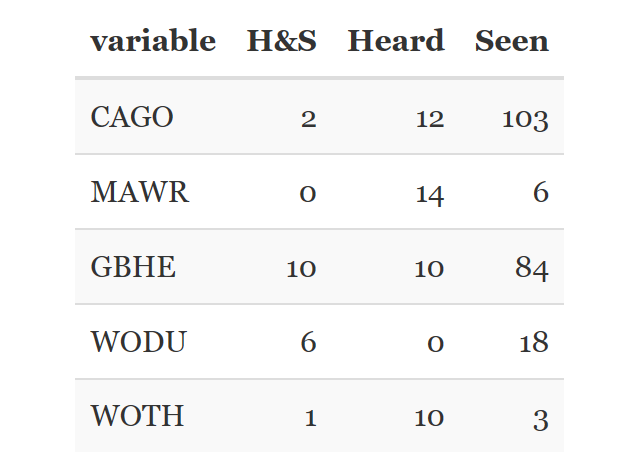 variable H&S Heard Seen
CAGO 2 12 103
MAWR 0 14 6
GBHE 10 10 84
WODU 6 0 18
WOTH 1 10 3